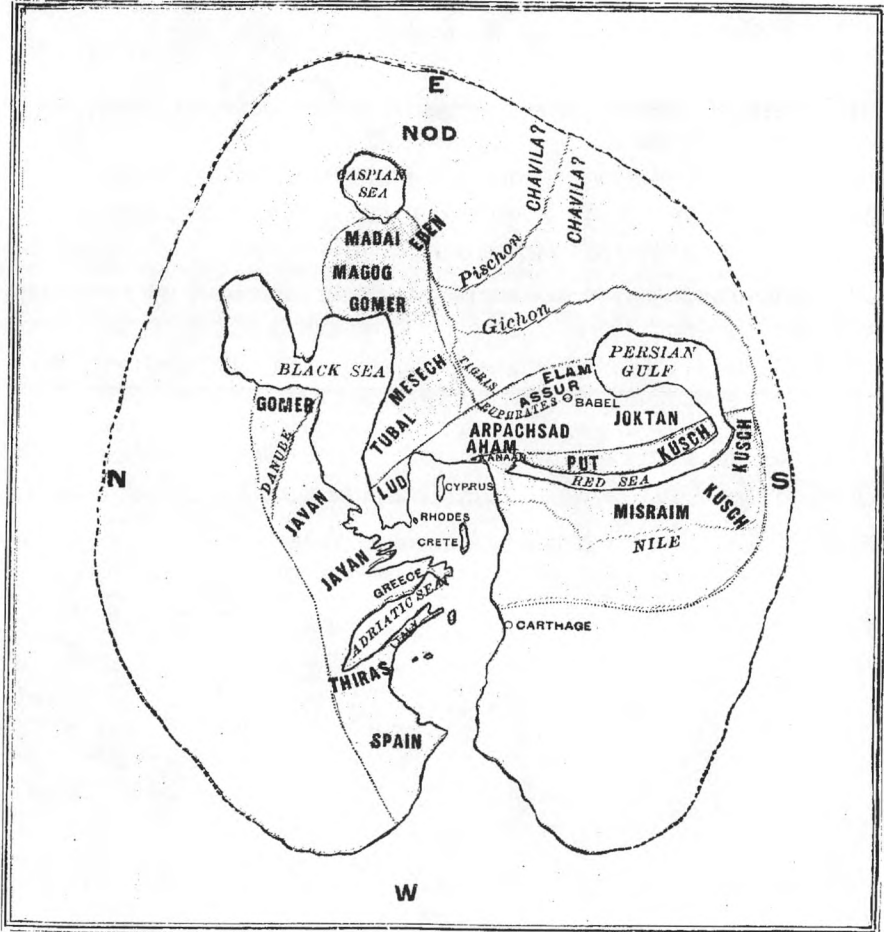 E
NOD
CHAVILA?
CHAVILA?
CASPIAN
SEA
EDEN
MADAI
MAGOG
GOMER
Pischon
Gichon
PERSIAN
GULF
BLACK SEA
MESECH
TIGRIS
ELAM
ASSUR
EUPHRATES
BABEL
GOMER
TUBAL
ARPACHSAD
JOKTAN
AHAM
KANAAN
PUT
KUSCH
KUSCH
N
DANUBE
LUD
CYPRUS
RED SEA
S
JAVAN
RHODES
MISRAIM
KUSCH
CRETE
NILE
JAVAN
GREECE
ADRIATIC SEA
ITALY
CARTHAGE
THIRAS
SPAIN
W